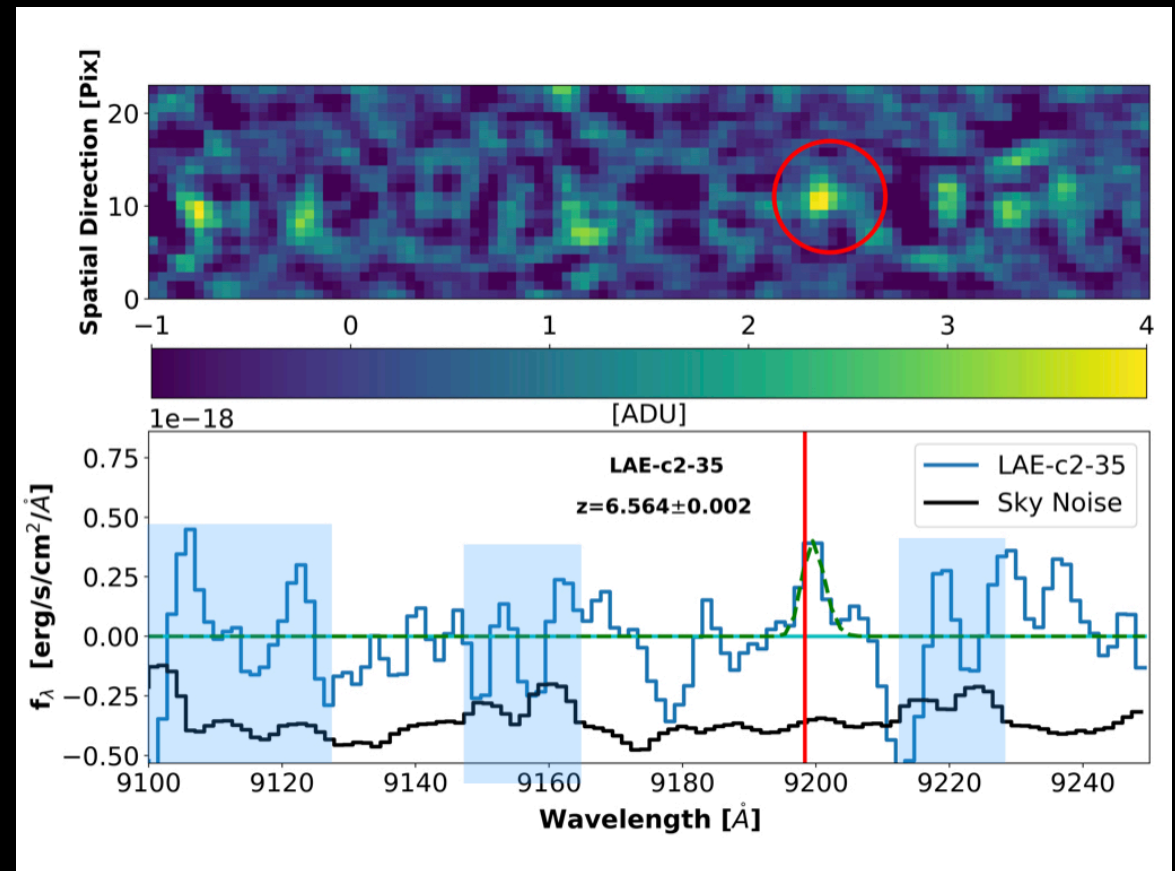 Spatial Direction [Pix]
20
10
0
−1 0 1 2 3 4
[ADU]
1e−18
fλ [erg/s/cm²/Å]
0.75
0.50
0.25
0.00
−0.25
−0.50
LAE-c2-35
z=6.564±0.002
LAE-c2-35
Sky Noise
9100 9120 9140 9160 9180 9200 9220 9240
Wavelength [Å]